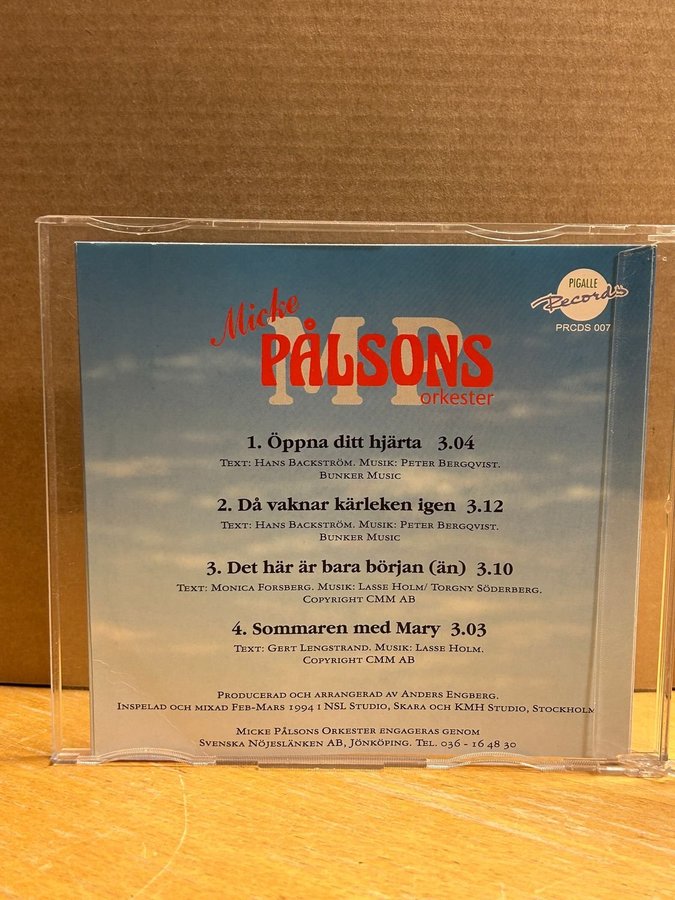 PIGALLE
Records
PRCDS 007
Micke
MP
PÅLSONS
orkester
1. Öppna ditt hjärta 3.04
Text: Hans Backström. Musik: Peter Bergqvist.
Bunker Music
2. Då vaknar kärleken igen 3.12
Text: Hans Backström. Musik: Peter Bergqvist.
Bunker Music
3. Det här är bara början (än) 3.10
Text: Monica Forsberg. Musik: Lasse Holm/ Torgny Söderberg.
Copyright CMM AB
4. Sommaren med Mary 3.03
Text: Gert Lengstrand. Musik: Lasse Holm.
Copyright CMM AB
Producerad och arrangerad av Anders Engberg.
Inspelad och mixad Feb-Mars 1994 i NSL Studio, Skara och KMH Studio, Stockholm
Micke Pålsons Orkester engageras genom
Svenska Nöjeslänken AB, Jönköping. Tel. 036 - 16 48 30